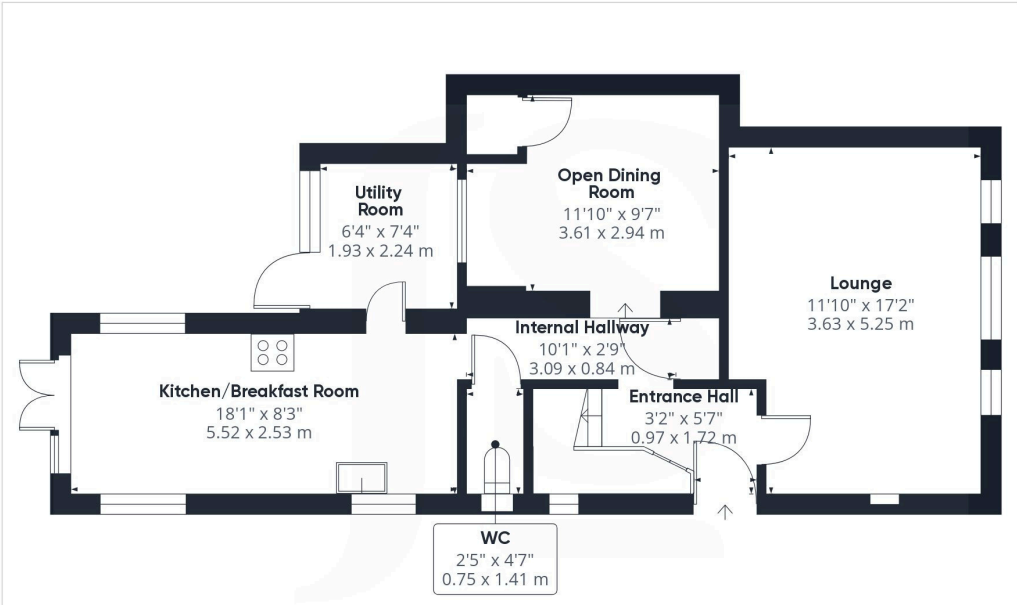 Utility
Room
6'4" x 7'4"
1.93 x 2.24 m
Open Dining
Room
11'10" x 9'7"
3.61 x 2.94 m
Lounge
11'10" x 17'2"
3.63 x 5.25 m
Internal Hallway
10'1" x 2'9"
3.09 x 0.84 m
Kitchen/Breakfast Room
18'1" x 8'3"
5.52 x 2.53 m
Entrance Hall
3'2" x 5'7"
0.97 x 1.72 m
WC
2'5" x 4'7"
0.75 x 1.41 m